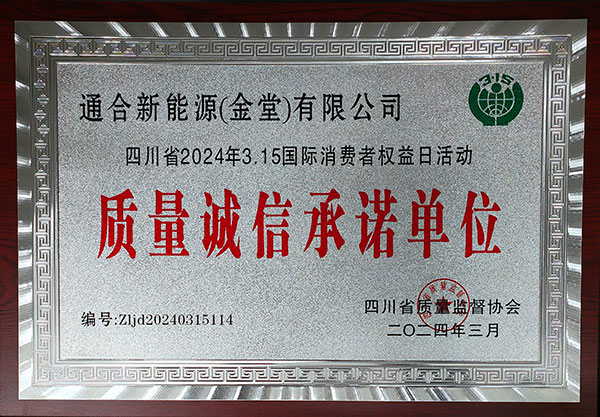 3·15
通合新能源(金堂)有限公司
四川省2024年3.15国际消费者权益日活动
质量诚信承诺单位
编号:Zljd20240315114
四川省质量监督协会
二〇二四年三月